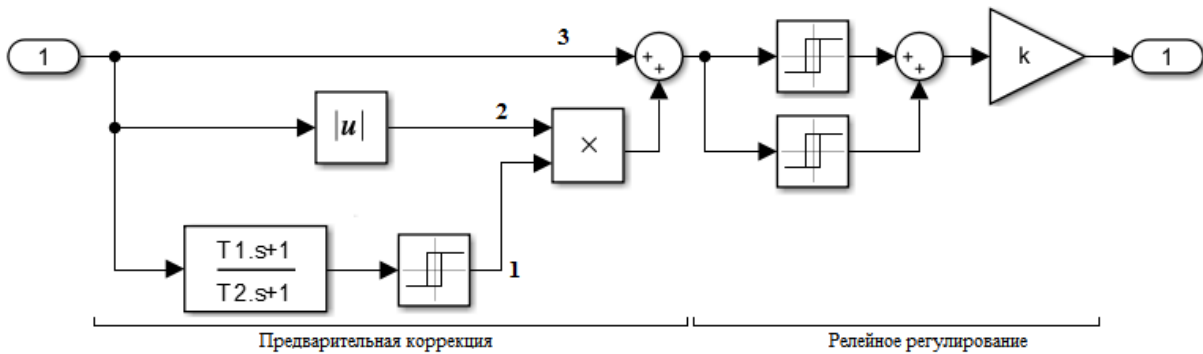 3
1
+
+
+
+
k
1
2
|u|
×
T1.s+1
T2.s+1
1
Предварительная коррекция
Релейное регулирование